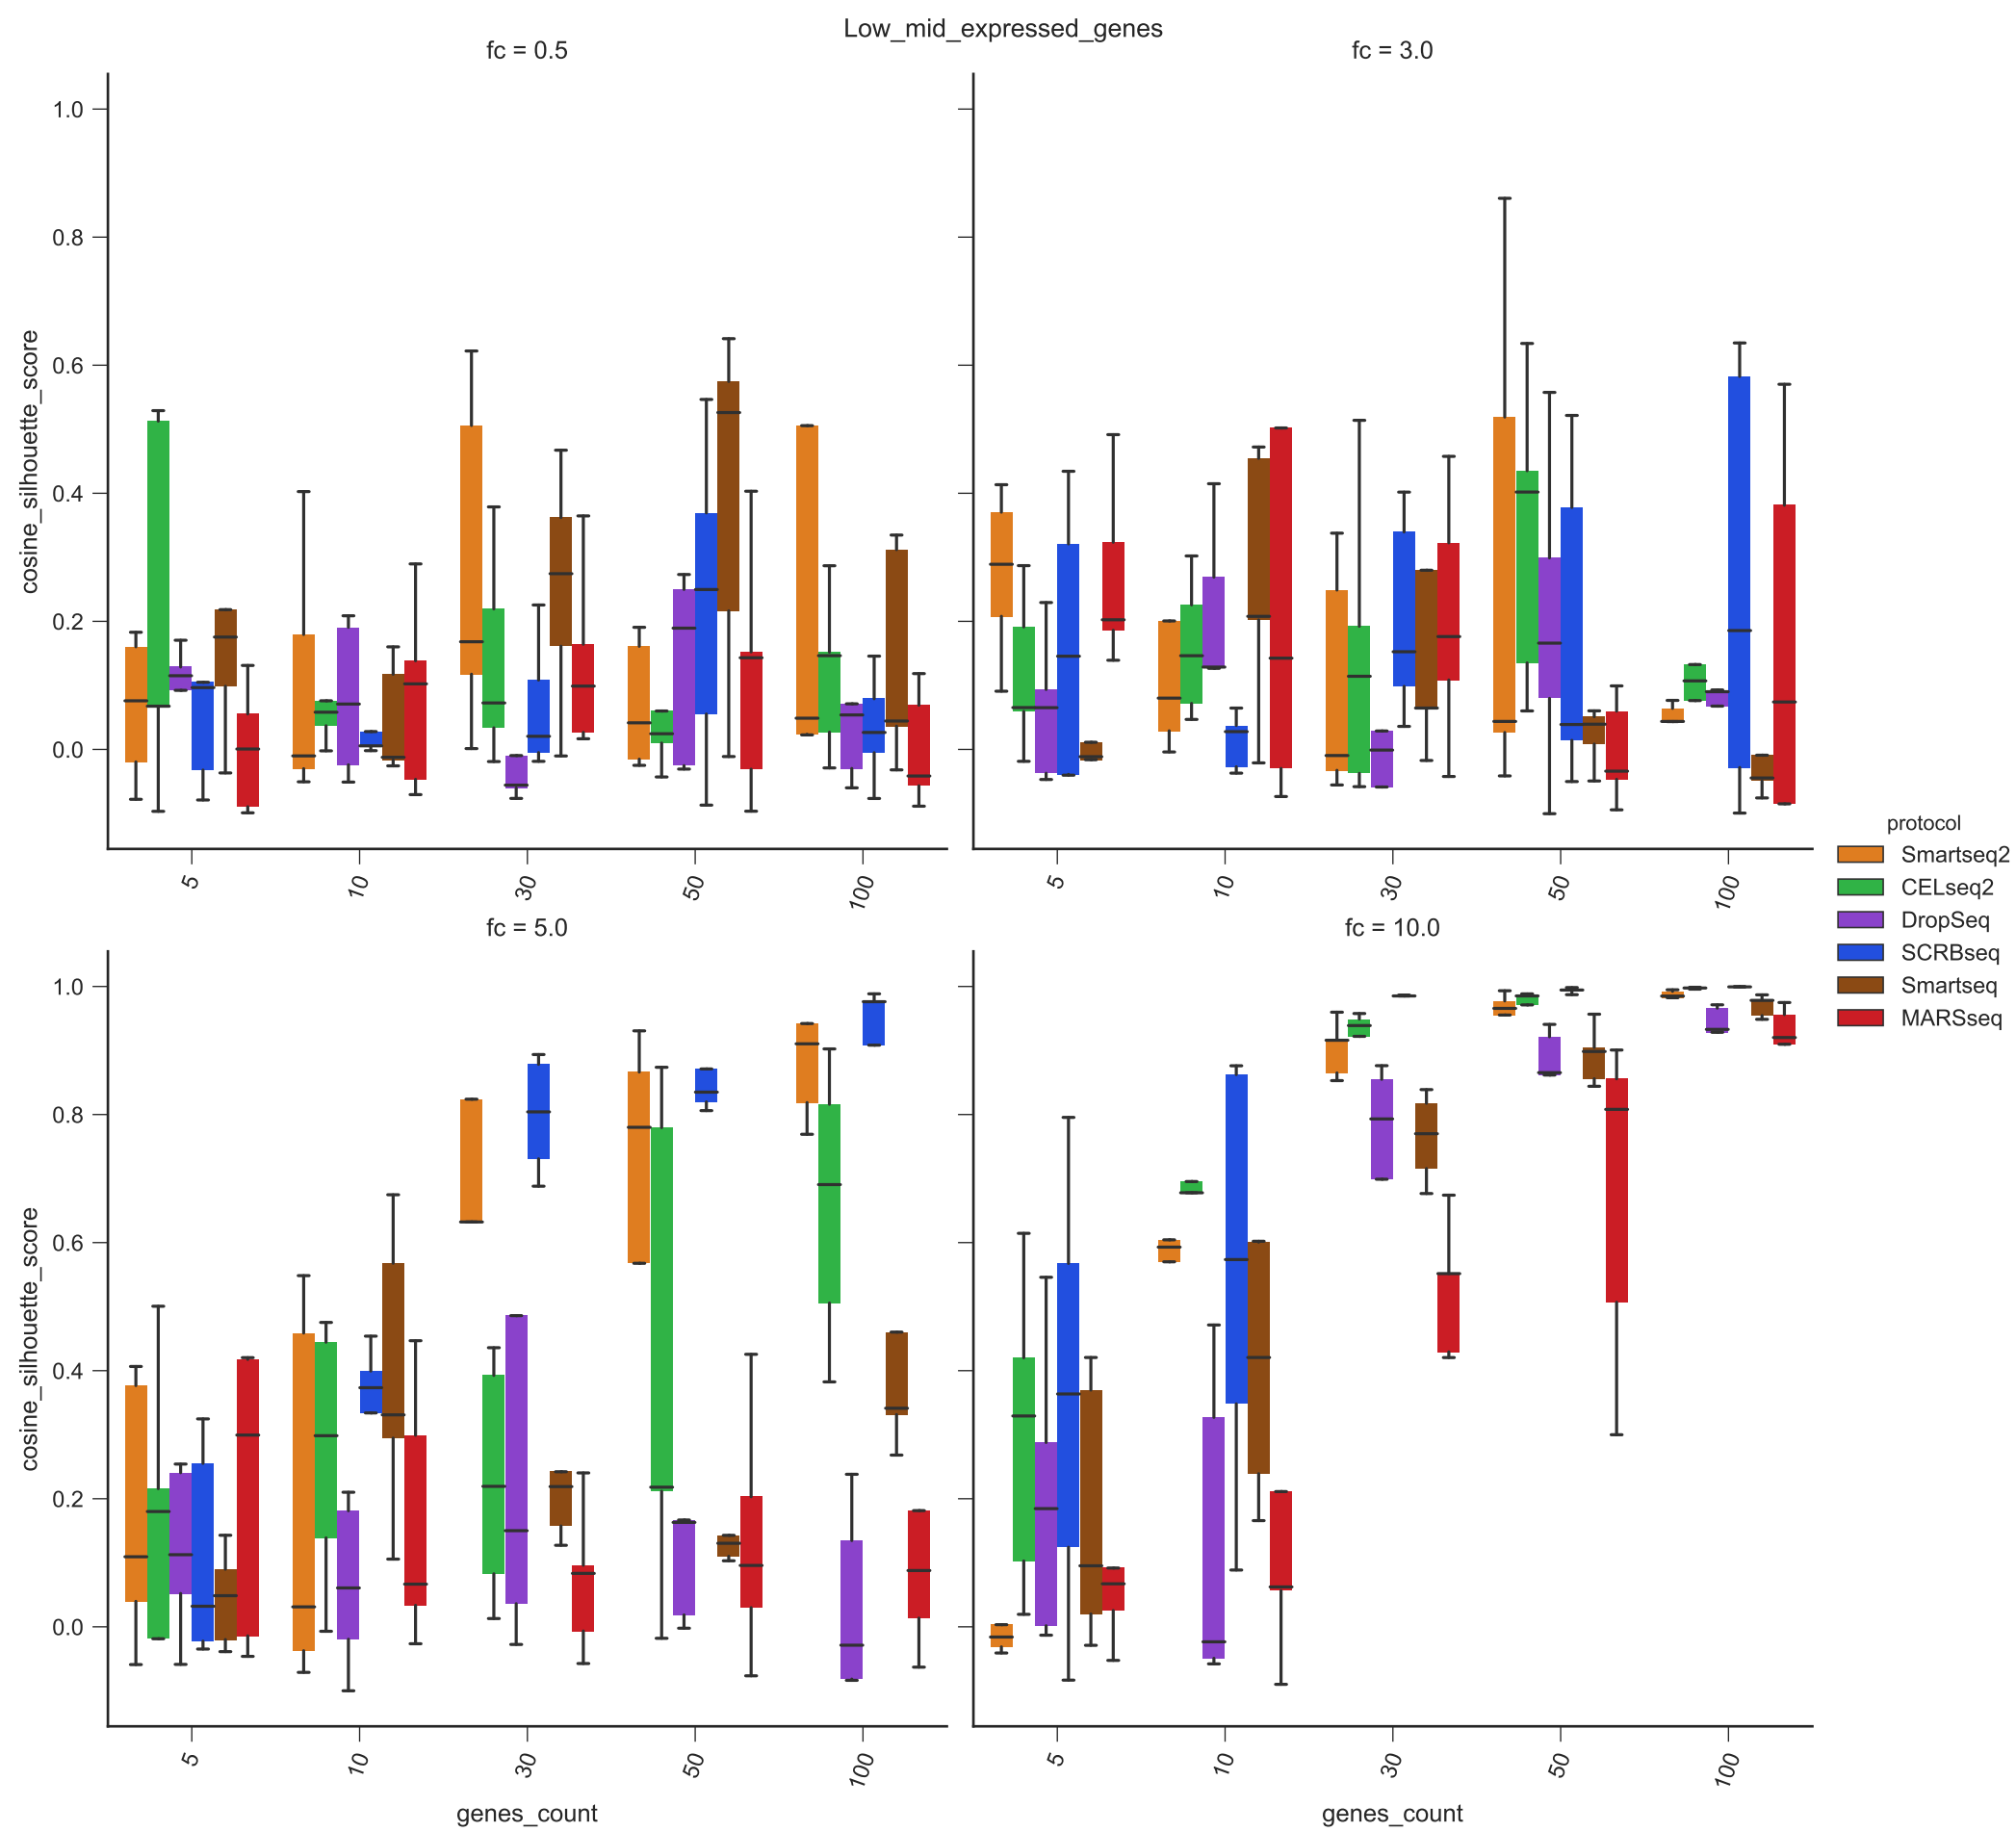 Low_mid_expressed_genes
fc = 0.5
fc = 3.0
1.0
0.8
0.6
0.4
0.2
0.0
cosine_silhouette_score
5
10
30
50
100
5
10
30
50
100
protocol
Smartseq2
CELseq2
DropSeq
SCRBseq
Smartseq
MARSseq
fc = 5.0
fc = 10.0
1.0
0.8
0.6
0.4
0.2
0.0
cosine_silhouette_score
5
10
30
50
100
5
10
30
50
100
genes_count
genes_count